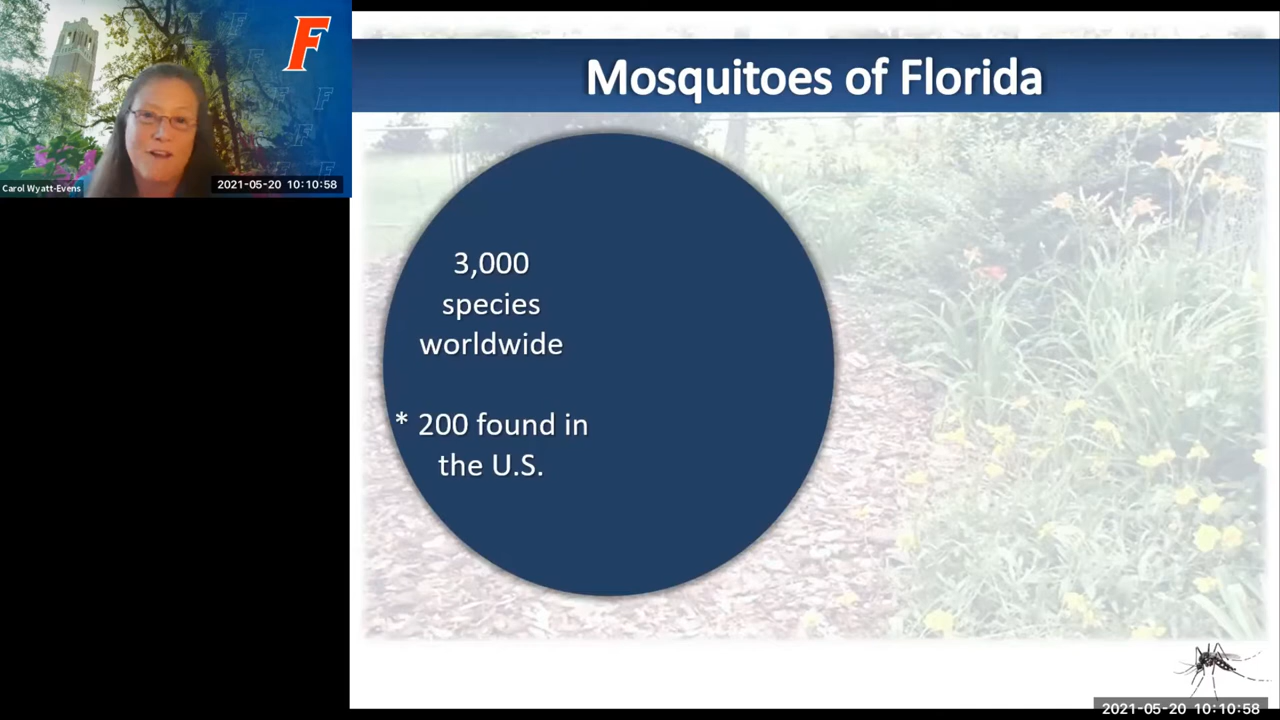 F
Carol Wyatt-Evens
2021-05-20 10:10:58
Mosquitoes of Florida
3,000
species
worldwide
* 200 found in
the U.S.
2021-05-20 10:10:58